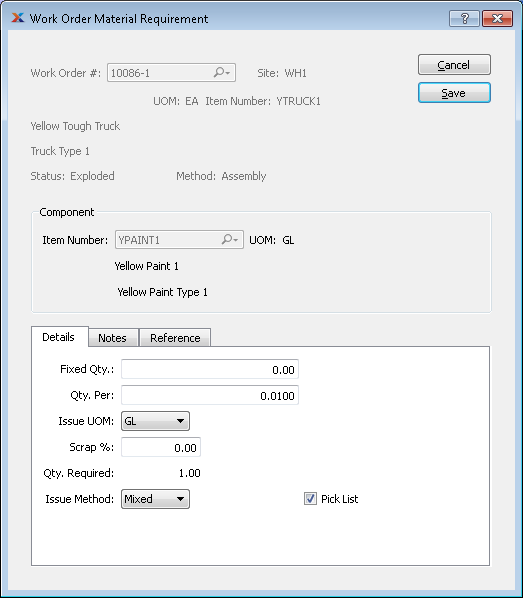 Work Order Material Requirement
Work Order #: 10086-1 Site: WH1 Cancel
UOM: EA Item Number: YTRUCK1 Save
Yellow Tough Truck
Truck Type 1
Status: Exploded Method: Assembly
Component
Item Number: YPAINT1 UOM: GL
Yellow Paint 1
Yellow Paint Type 1
Details Notes Reference
Fixed Qty.: 0.00
Qty. Per: 0.0100
Issue UOM: GL
Scrap %: 0.00
Qty. Required: 1.00
Issue Method: Mixed Pick List